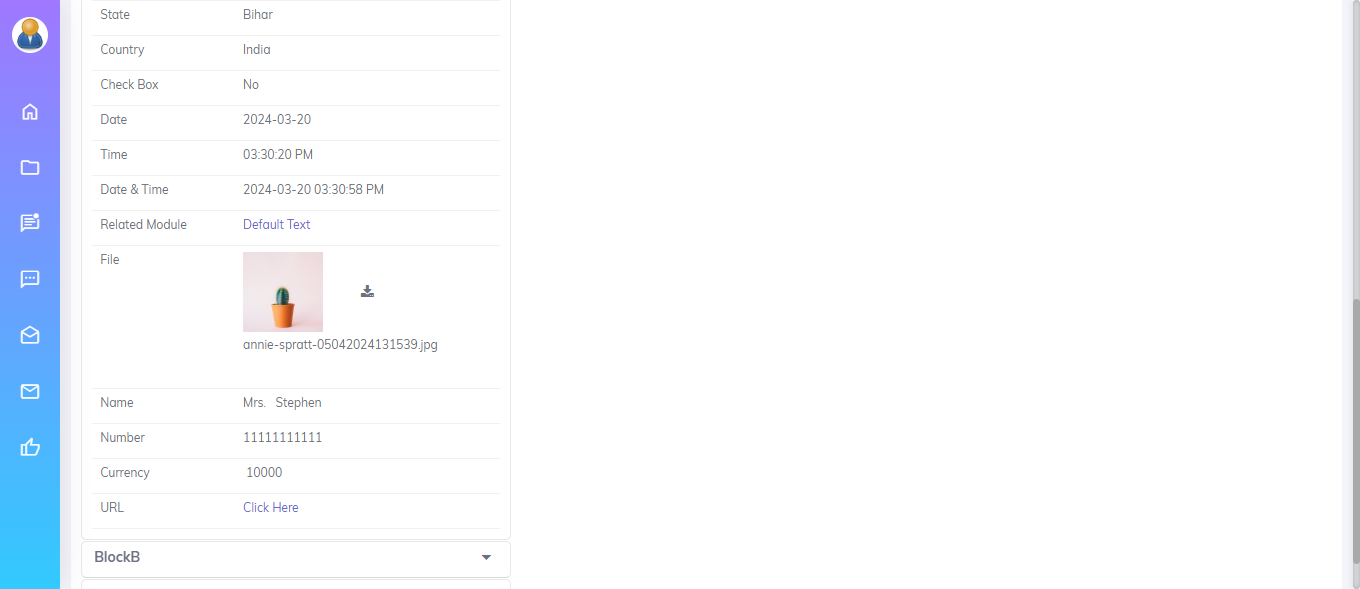 State Bihar
Country India
Check Box No
Date 2024-03-20
Time 03:30:20 PM
Date & Time 2024-03-20 03:30:58 PM
Related Module Default Text
File
annie-spratt-05042024131539.jpg
Name Mrs. Stephen
Number 11111111111
Currency 10000
URL Click Here
BlockB